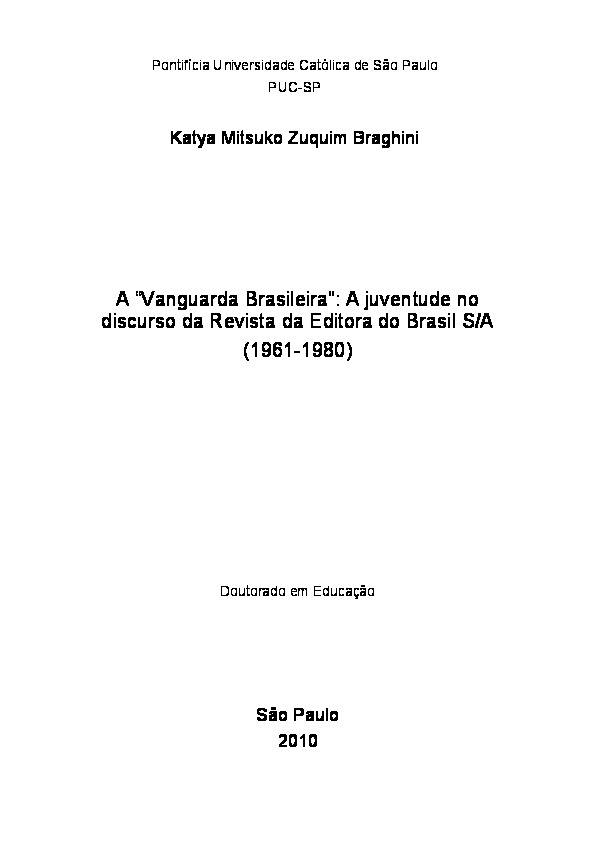 Pontifícia Universidade Católica de São Paulo
PUC-SP
Katya Mitsuko Zuquim Braghini
A "Vanguarda Brasileira": A juventude no
discurso da Revista da Editora do Brasil S/A
(1961-1980)
Doutorado em Educação
São Paulo
2010